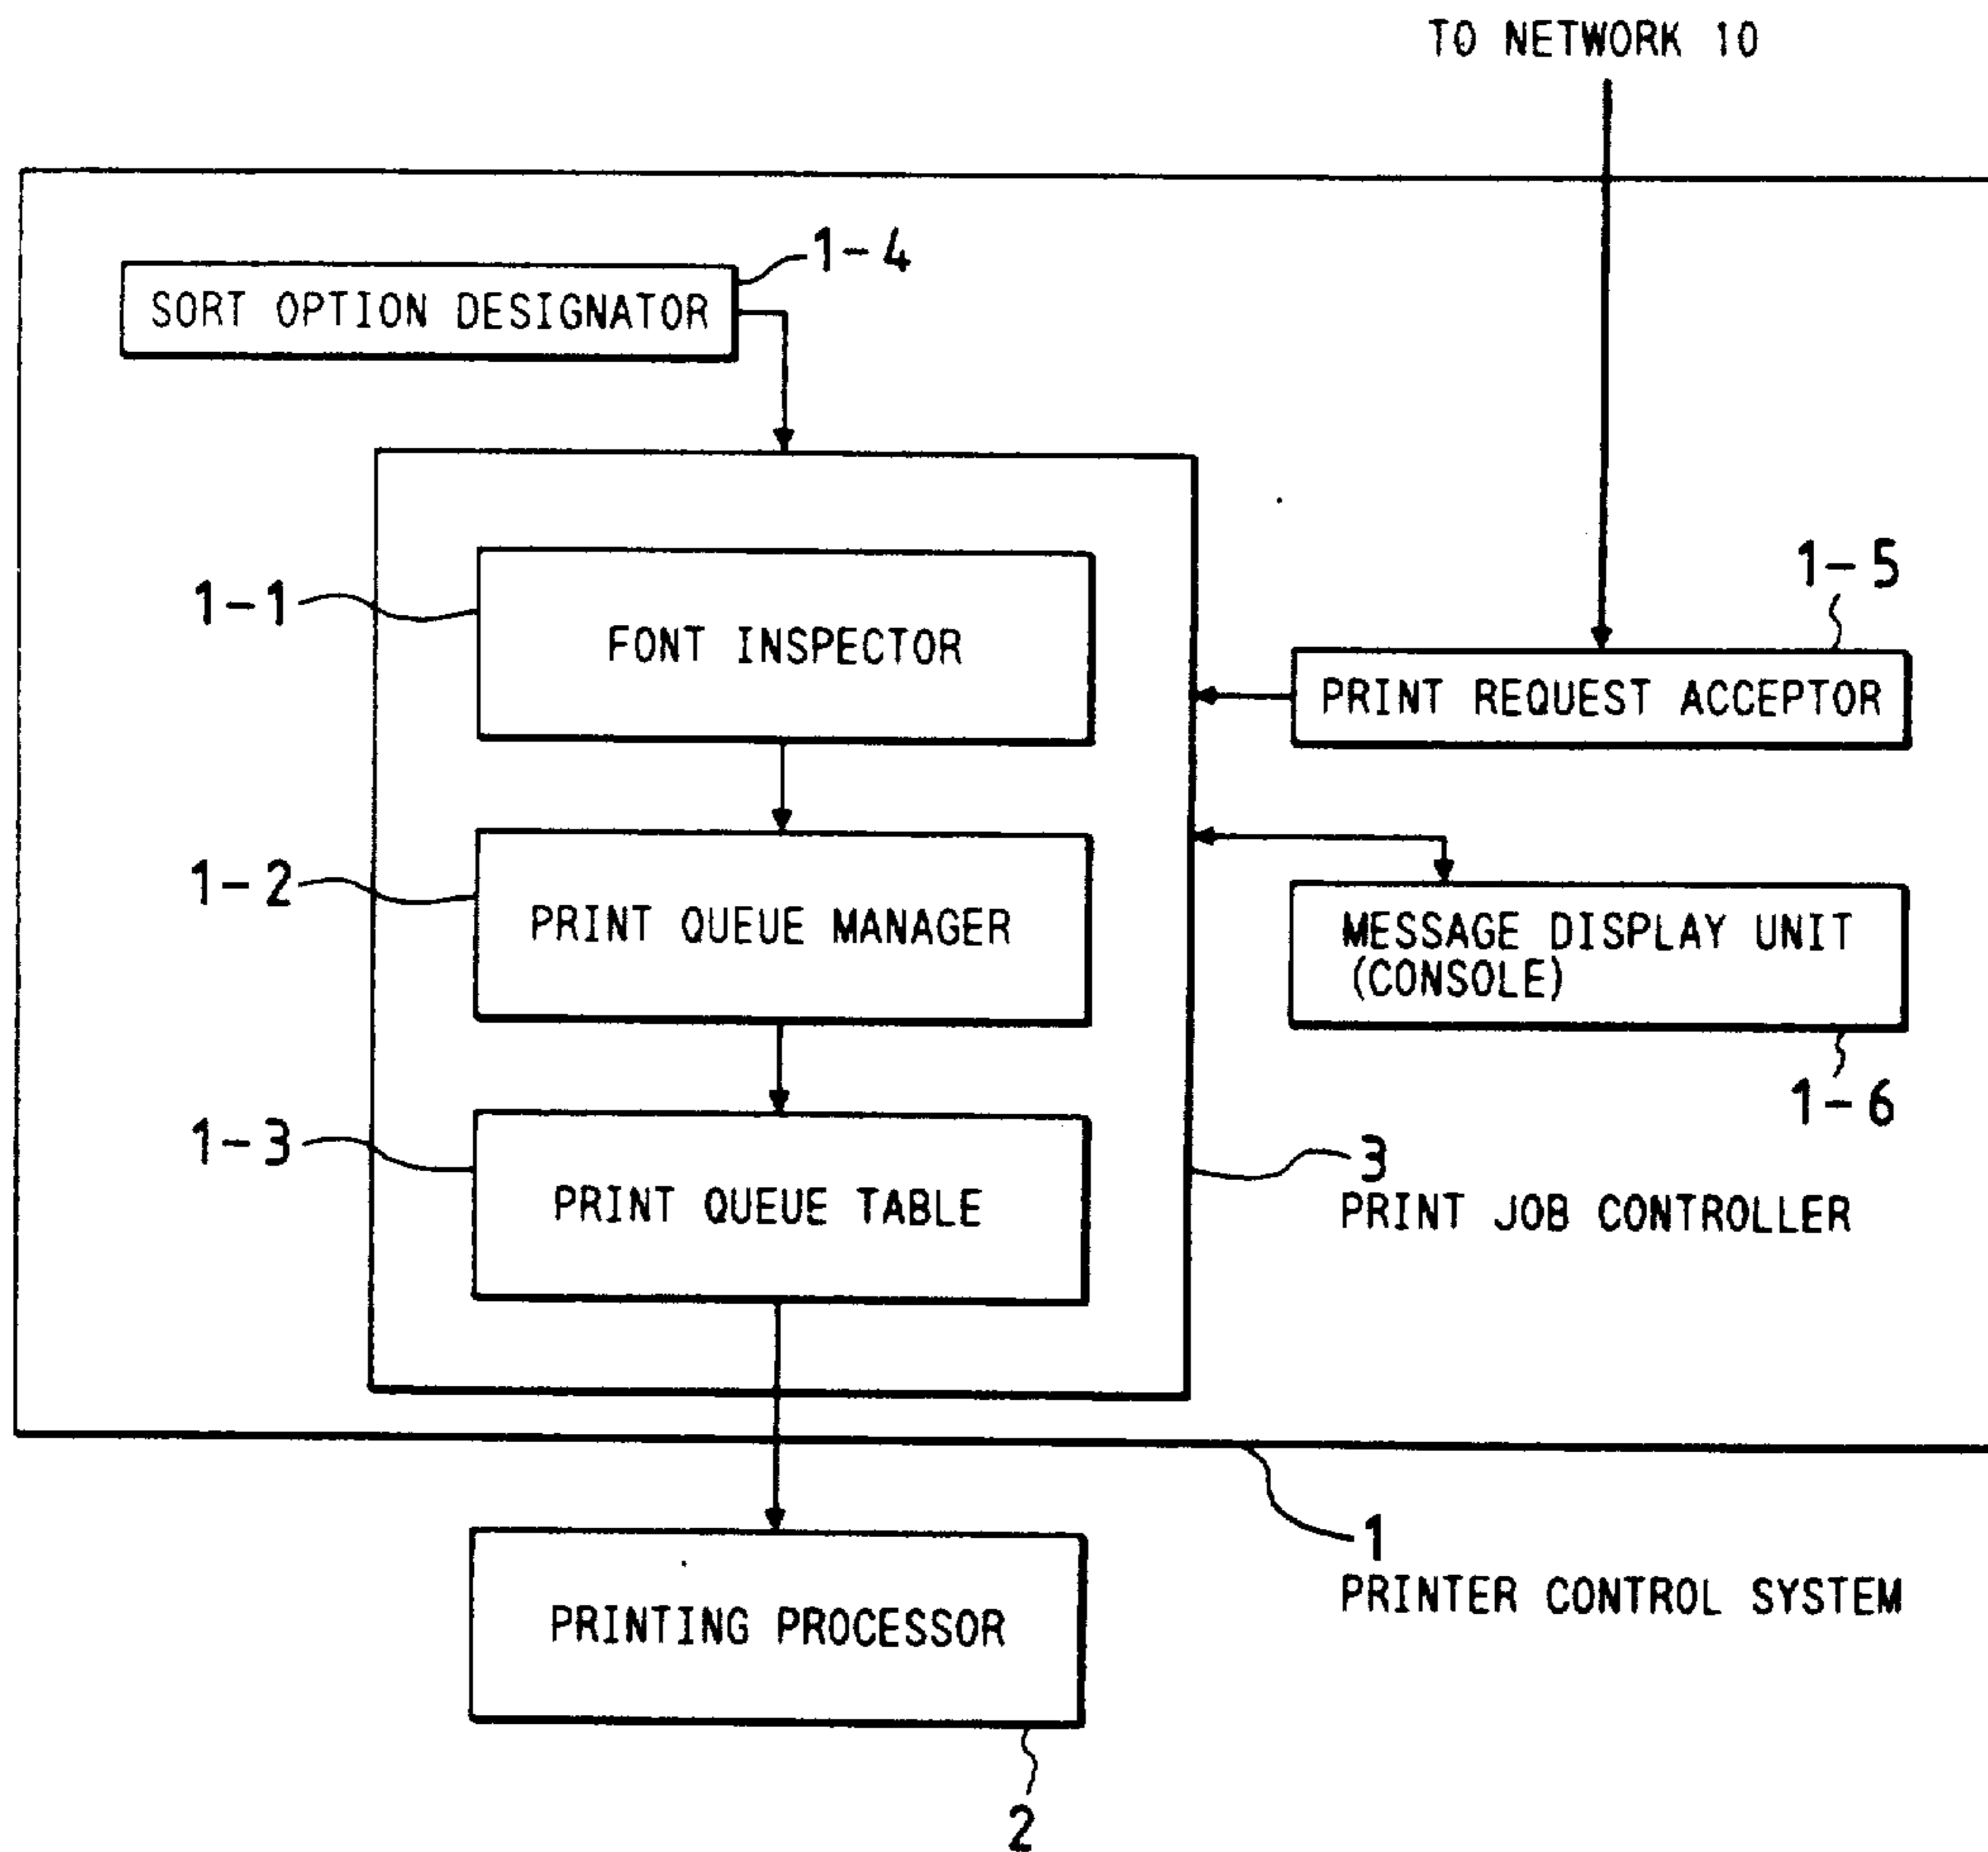 TO NETWORK 10
1-4
SORT OPTION DESIGNATOR
1-1
FONT INSPECTOR
1-5
PRINT REQUEST ACCEPTOR
1-2
PRINT QUEUE MANAGER
MESSAGE DISPLAY UNIT
(CONSOLE)
1-6
1-3
PRINT QUEUE TABLE
3
PRINT JOB CONTROLLER
1
PRINTER CONTROL SYSTEM
PRINTING PROCESSOR
2